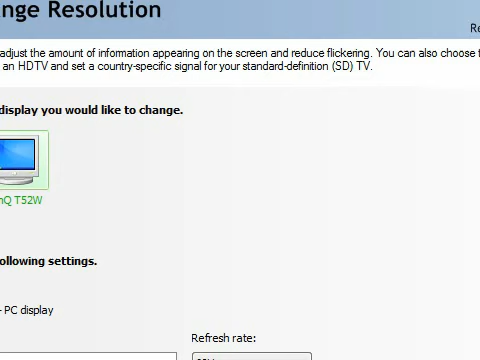 nge Resolution
Re
adjust the amount of information appearing on the screen and reduce flickering. You can also choose
an HDTV and set a country-specific signal for your standard-definition (SD) TV.
display you would like to change.
nQ T52W
ollowing settings.
- PC display
Refresh rate: